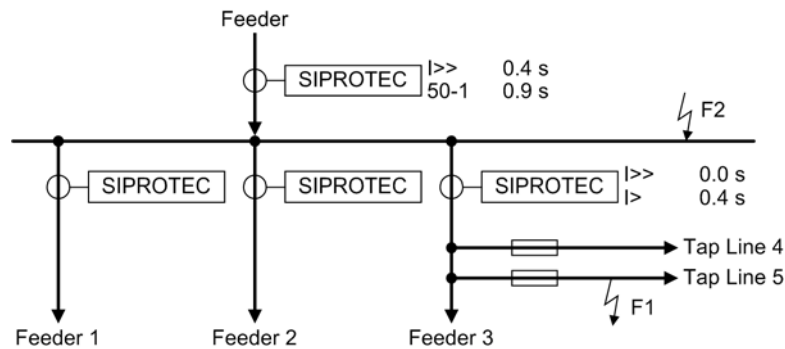 Feeder
SIPROTEC I>> 0.4 s
50-1 0.9 s
F2
SIPROTEC SIPROTEC SIPROTEC I>> 0.0 s
I> 0.4 s
Tap Line 4
Tap Line 5
F1
Feeder 1 Feeder 2 Feeder 3